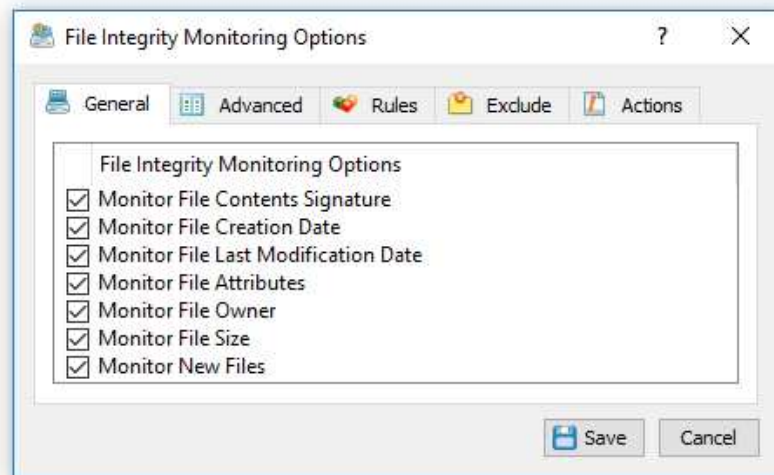 File Integrity Monitoring Options ?
General Advanced Rules Exclude Actions
File Integrity Monitoring Options
Monitor File Contents Signature
Monitor File Creation Date
Monitor File Last Modification Date
Monitor File Attributes
Monitor File Owner
Monitor File Size
Monitor New Files
Save Cancel